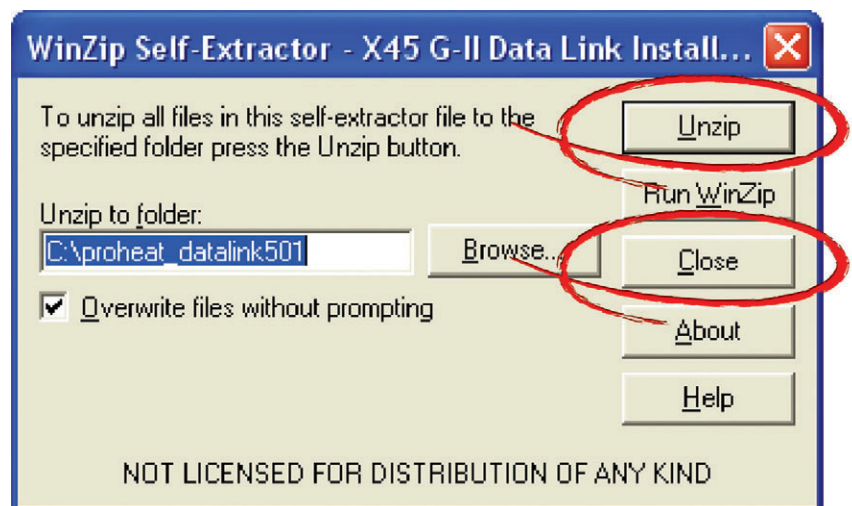 WinZip Self-Extractor - X45 G-II Data Link Install...
To unzip all files in this self-extractor file to the
specified folder press the Unzip button.
Unzip to folder:
C:\proheat_datalink501
Browse...
Overwrite files without prompting
Unzip
Run WinZip
Close
About
Help
NOT LICENSED FOR DISTRIBUTION OF ANY KIND